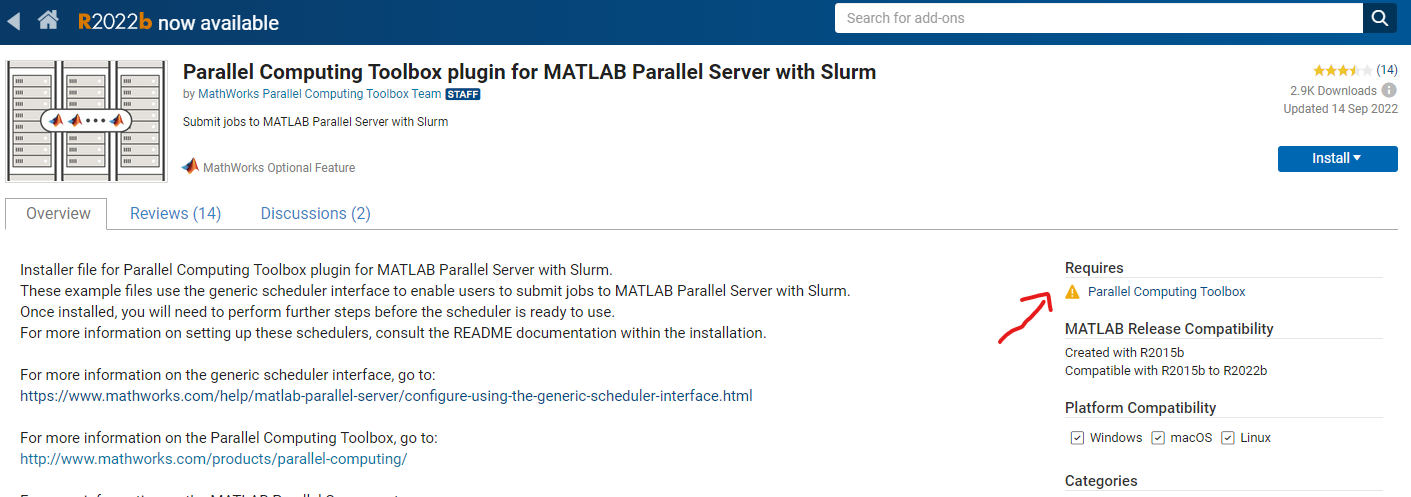 R2022b now available
Search for add-ons
Parallel Computing Toolbox plugin for MATLAB Parallel Server with Slurm
by MathWorks Parallel Computing Toolbox Team STAFF
(14)
2.9K Downloads
Updated 14 Sep 2022
Submit jobs to MATLAB Parallel Server with Slurm
MathWorks Optional Feature
Install
Overview
Reviews (14)
Discussions (2)
Installer file for Parallel Computing Toolbox plugin for MATLAB Parallel Server with Slurm.
These example files use the generic scheduler interface to enable users to submit jobs to MATLAB Parallel Server with Slurm.
Once installed, you will need to perform further steps before the scheduler is ready to use.
For more information on setting up these schedulers, consult the README documentation within the installation.
For more information on the generic scheduler interface, go to:
https://www.mathworks.com/help/matlab-parallel-server/configure-using-the-generic-scheduler-interface.html
For more information on the Parallel Computing Toolbox, go to:
http://www.mathworks.com/products/parallel-computing/
Requires
Parallel Computing Toolbox
MATLAB Release Compatibility
Created with R2015b
Compatible with R2015b to R2022b
Platform Compatibility
Windows macOS Linux
Categories